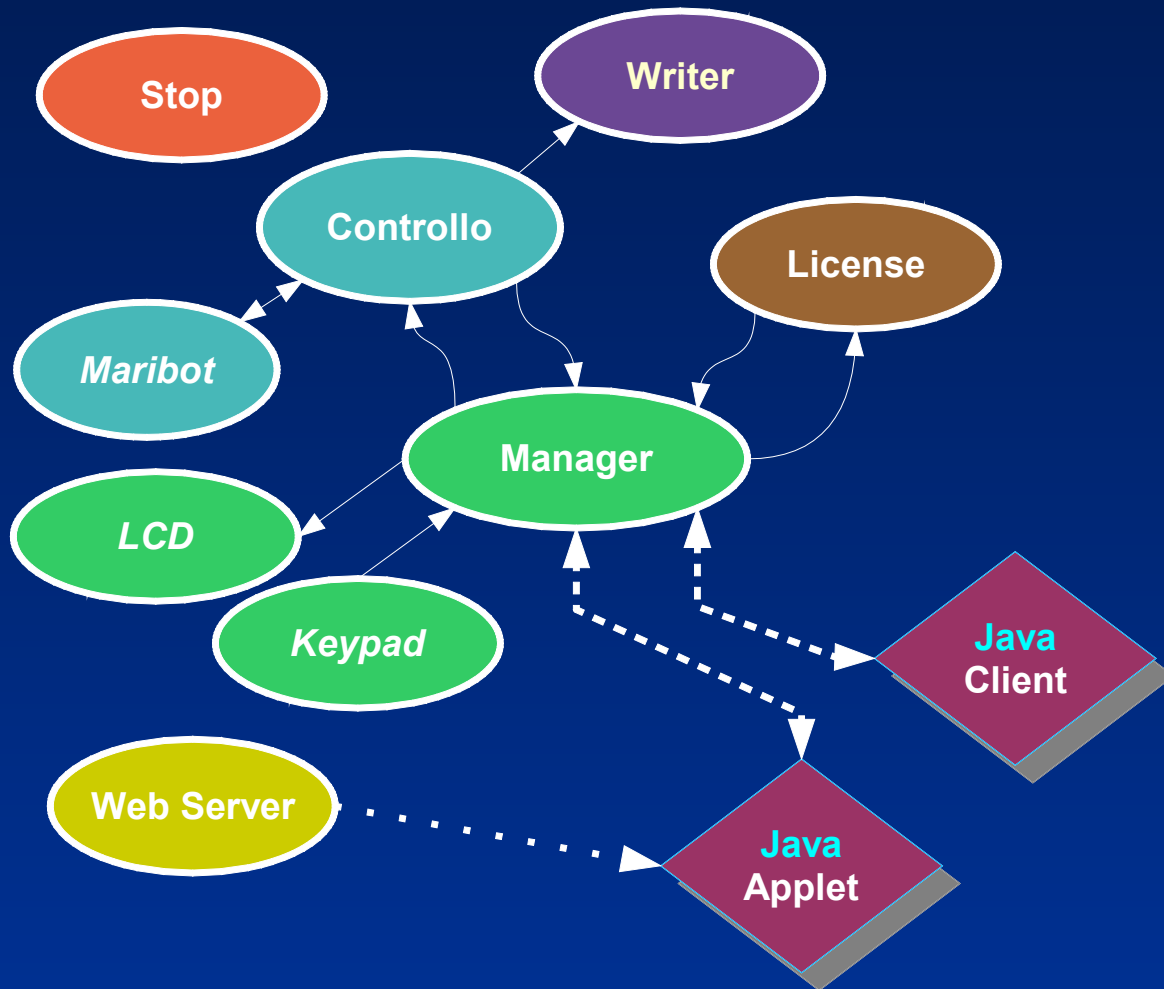 Stop
Writer
Controllo
License
Maribot
Manager
LCD
Keypad
Java
Client
Web Server
Java
Applet